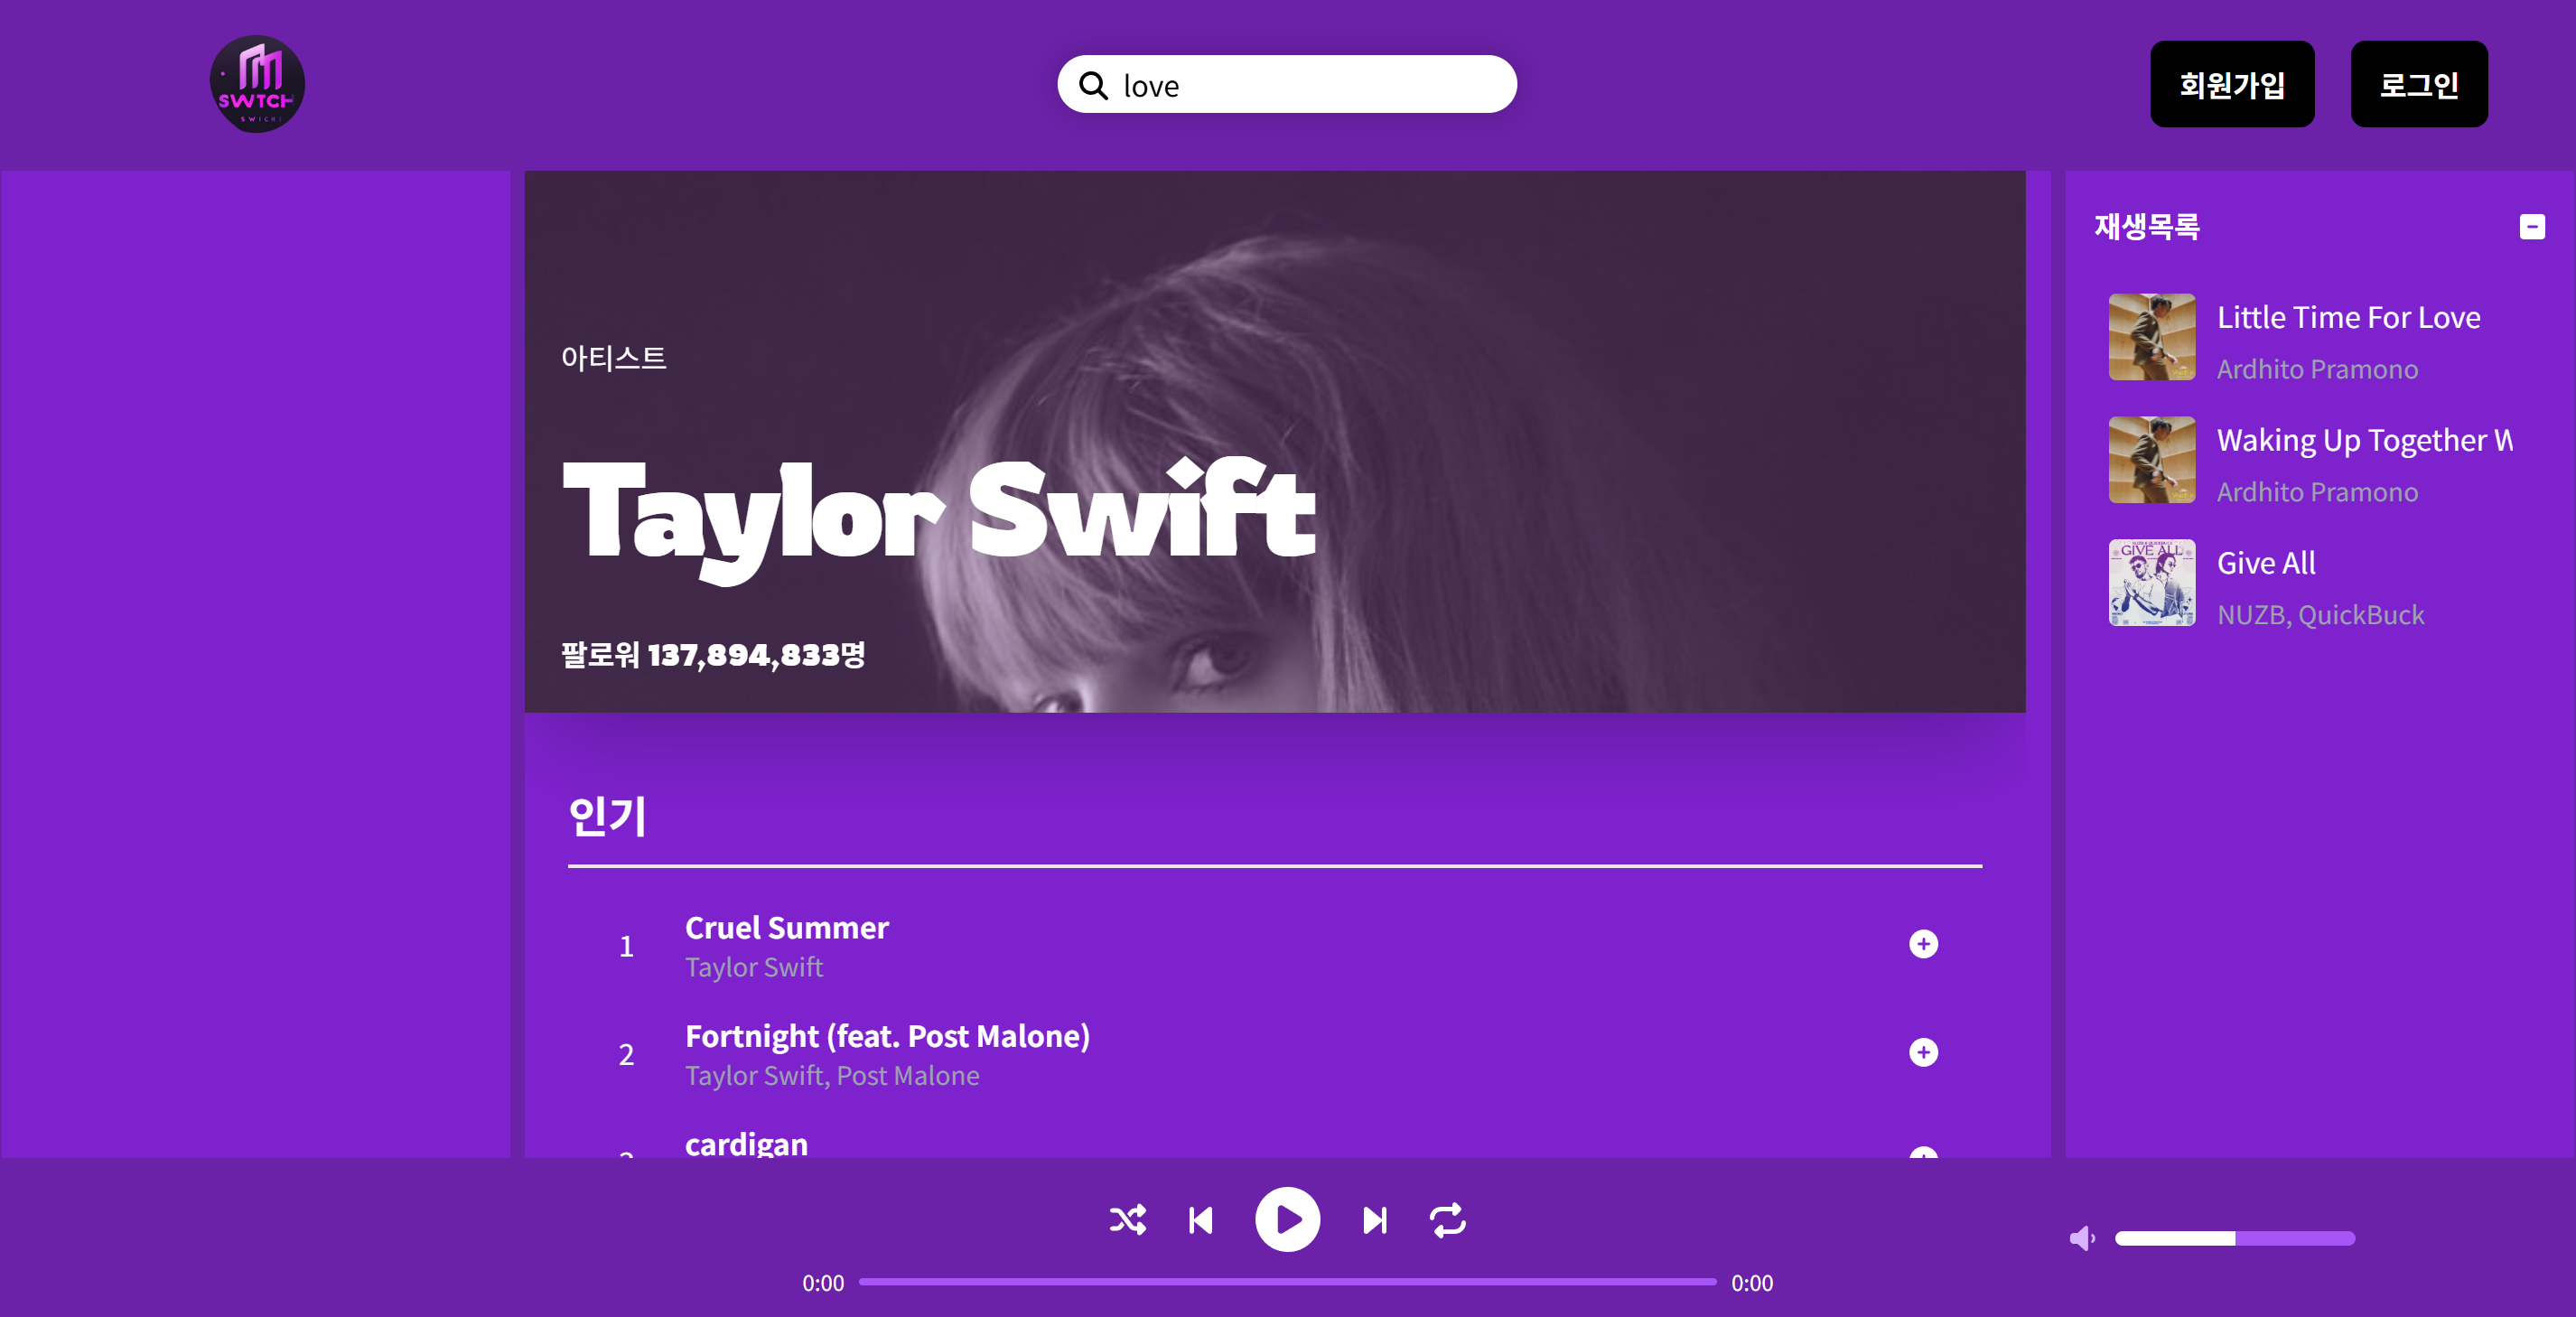 SWTCH
SWICHI
love
회원가입
로그인
아티스트
Taylor Swift
팔로워 137,894,833명
인기
1
Cruel Summer
Taylor Swift
2
Fortnight (feat. Post Malone)
Taylor Swift, Post Malone
cardigan
재생목록
Little Time For Love
Ardhito Pramono
Waking Up Together W
Ardhito Pramono
GIVE ALL
Give All
NUZB, QuickBuck
0:00
0:00